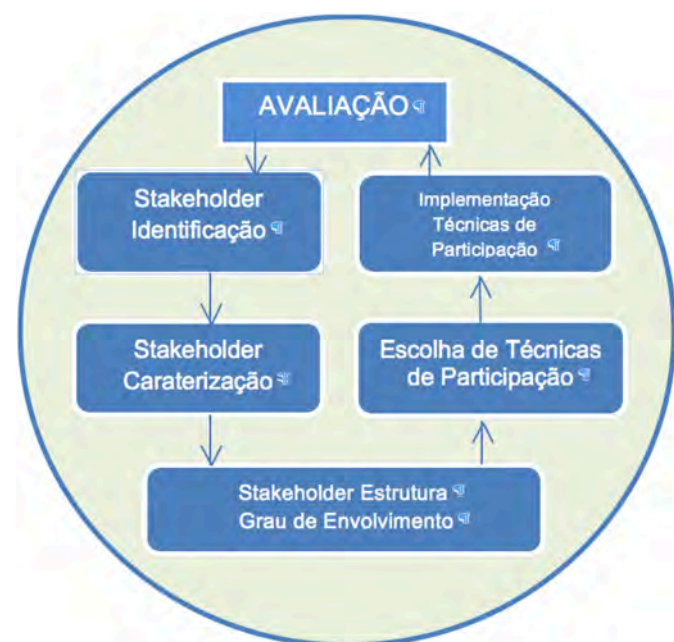 AVALIAÇÃO ¶
Stakeholder
Identificação ¶
Implementação
Técnicas de
Participação ¶
Stakeholder
Caraterização ¶
Escolha de Técnicas
de Participação ¶
Stakeholder Estrutura ¶
Grau de Envolvimento ¶